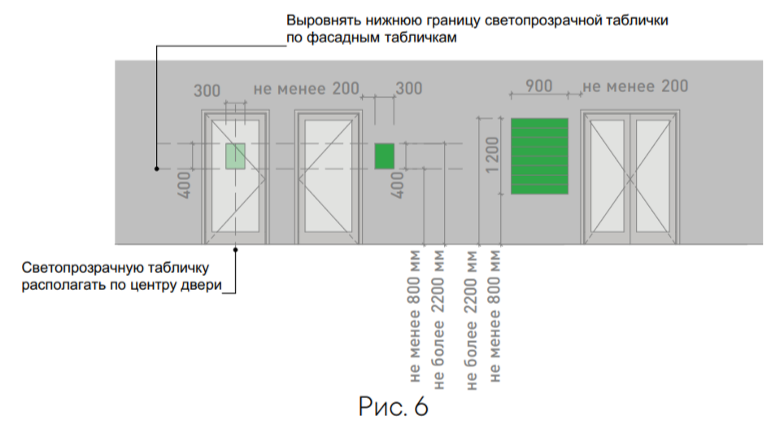 Выровнять нижнюю границу светопрозрачной таблички
по фасадным табличкам
300
не менее 200
300
900
не менее 200
400
400
1 200
Светопрозрачную табличку
располагать по центру двери
не менее 800 мм
не более 2200 мм
не более 2200 мм
не менее 800 мм
Рис. 6